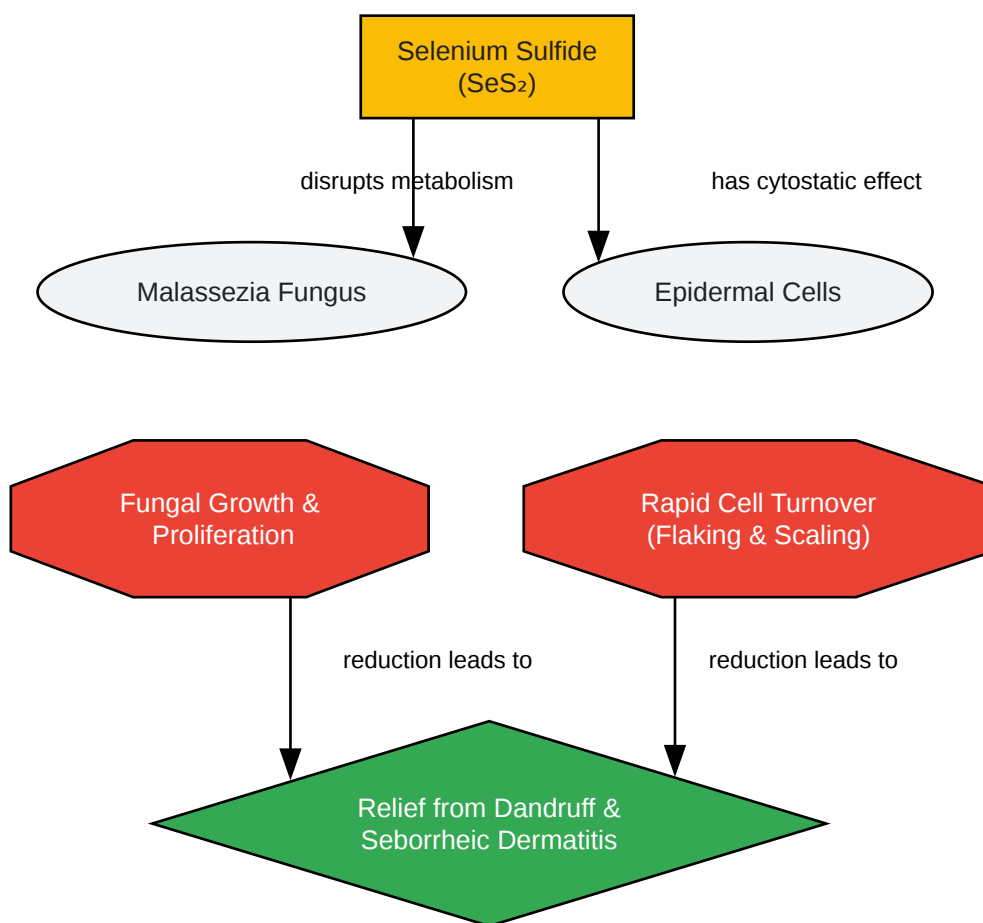 Selenium Sulfide
(SeS₂)
disrupts metabolism
has cytostatic effect
Malassezia Fungus
Epidermal Cells
Fungal Growth &
Proliferation
Rapid Cell Turnover
(Flaking & Scaling)
reduction leads to
reduction leads to
Relief from Dandruff &
Seborrheic Dermatitis